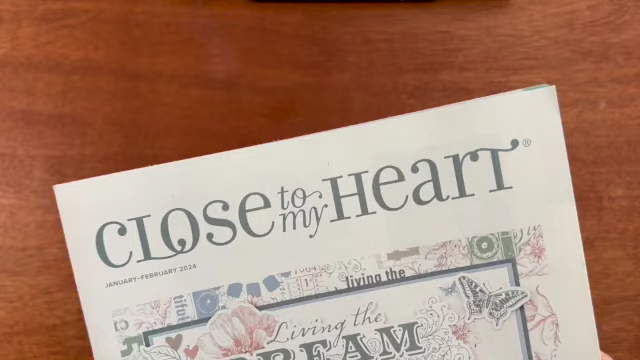 CLOSE to my HEART®
JANUARY–FEBRUARY 2024
living the
Living the
DREAM